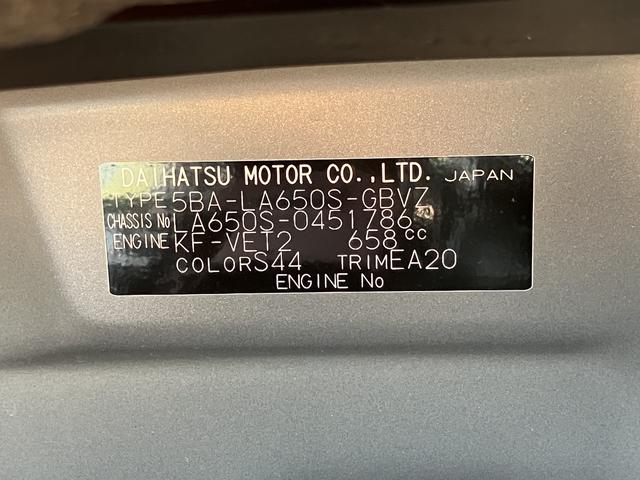 DAIHATSU MOTOR CO.,LTD. JAPAN
TYPE 5BA-LA650S-GBVZ
CHASSIS No LA650S-0451786
ENGINE KF-VET2 658cc
COLOR S44 TRIM EA20
ENGINE No